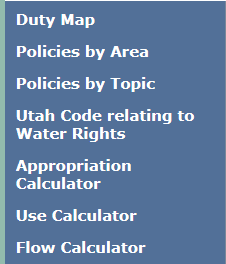 Duty Map
Policies by Area
Policies by Topic
Utah Code relating to
Water Rights
Appropriation
Calculator
Use Calculator
Flow Calculator